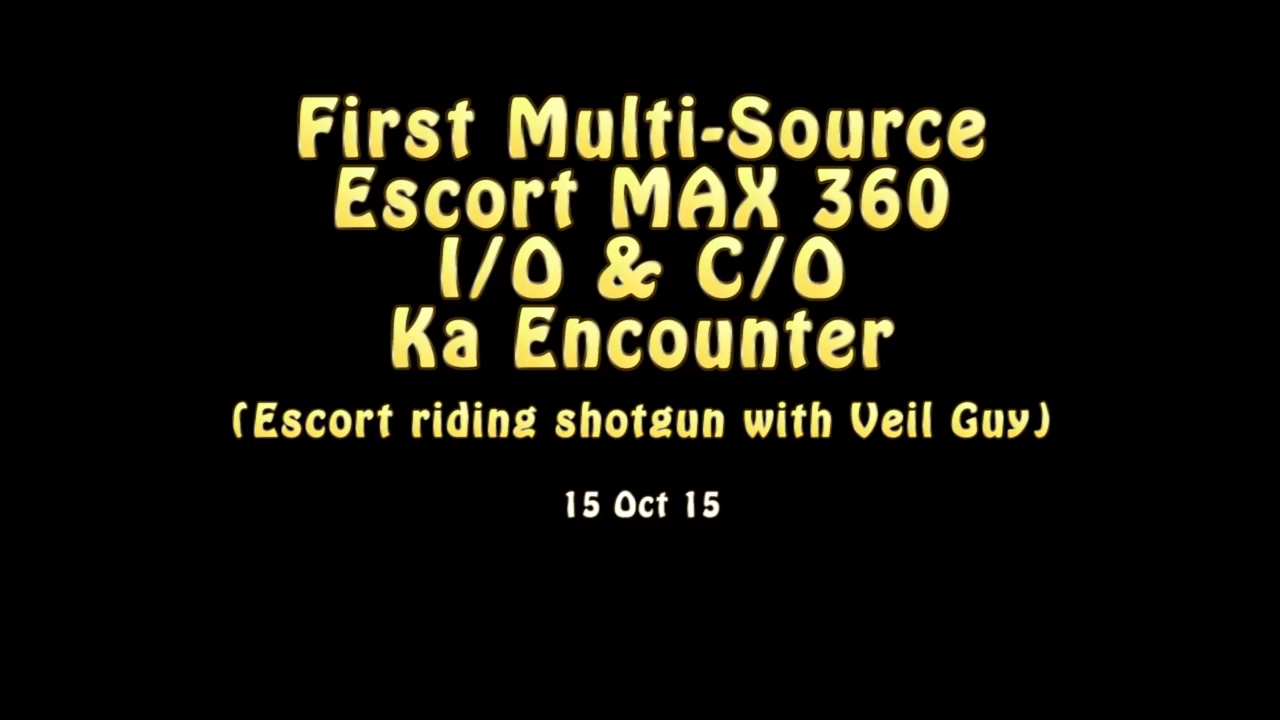 First Multi-Source
Escort MAX 360
I/O & C/O
Ka Encounter
(Escort riding shotgun with Veil Guy)
15 Oct 15